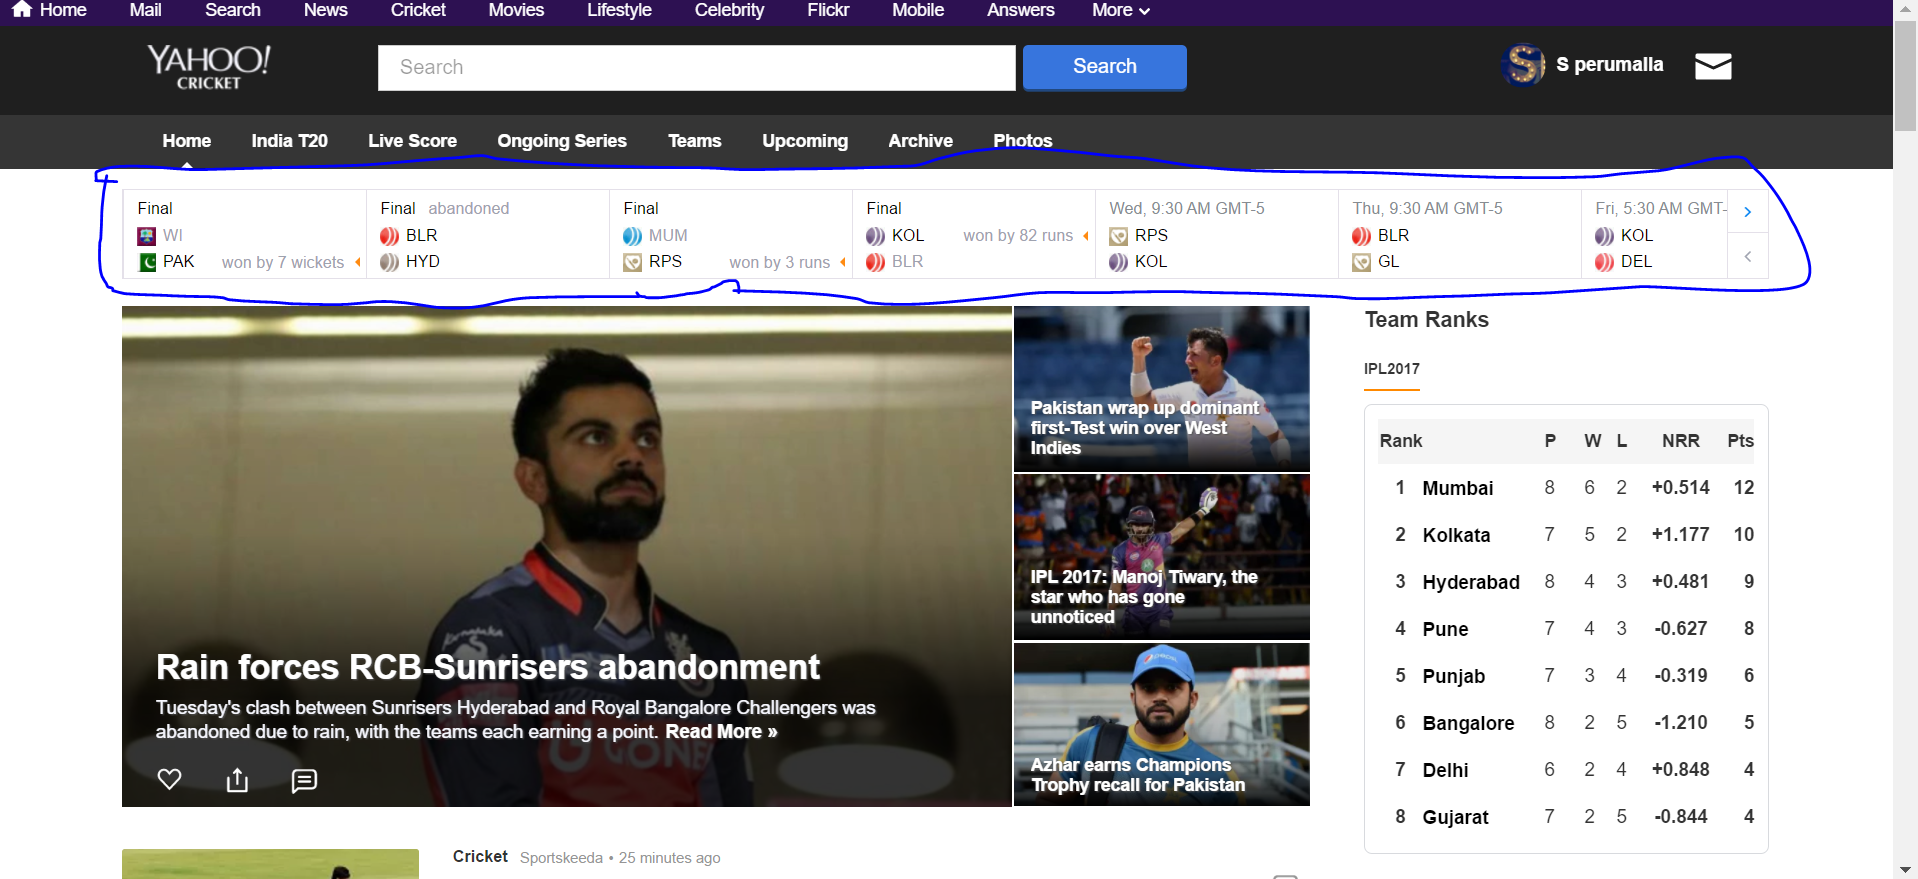 Home Mail Search News Cricket Movies Lifestyle Celebrity Flickr Mobile Answers More
YAHOO!
CRICKET
Search
Search
S perumalla
Home India T20 Live Score Ongoing Series Teams Upcoming Archive Photos
Final
WI
PAK won by 7 wickets
Final abandoned
BLR
HYD
Final
MUM
RPS won by 3 runs
Final
KOL won by 82 runs
BLR
Wed, 9:30 AM GMT-5
RPS
KOL
Thu, 9:30 AM GMT-5
BLR
GL
Fri, 5:30 AM GMT-
KOL
DEL
Karnataka
Rain forces RCB-Sunrisers abandonment
Tuesday's clash between Sunrisers Hyderabad and Royal Bangalore Challengers was
abandoned due to rain, with the teams each earning a point. Read More »
Pakistan wrap up dominant
first-Test win over West
Indies
IPL 2017: Manoj Tiwary, the
star who has gone
unnoticed
pepsi
Azhar earns Champions
Trophy recall for Pakistan
Team Ranks
IPL2017
Rank P W L NRR Pts
1 Mumbai 8 6 2 +0.514 12
2 Kolkata 7 5 2 +1.177 10
3 Hyderabad 8 4 3 +0.481 9
4 Pune 7 4 3 -0.627 8
5 Punjab 7 3 4 -0.319 6
6 Bangalore 8 2 5 -1.210 5
7 Delhi 6 2 4 +0.848 4
8 Gujarat 7 2 5 -0.844 4
Cricket Sportskeeda • 25 minutes ago